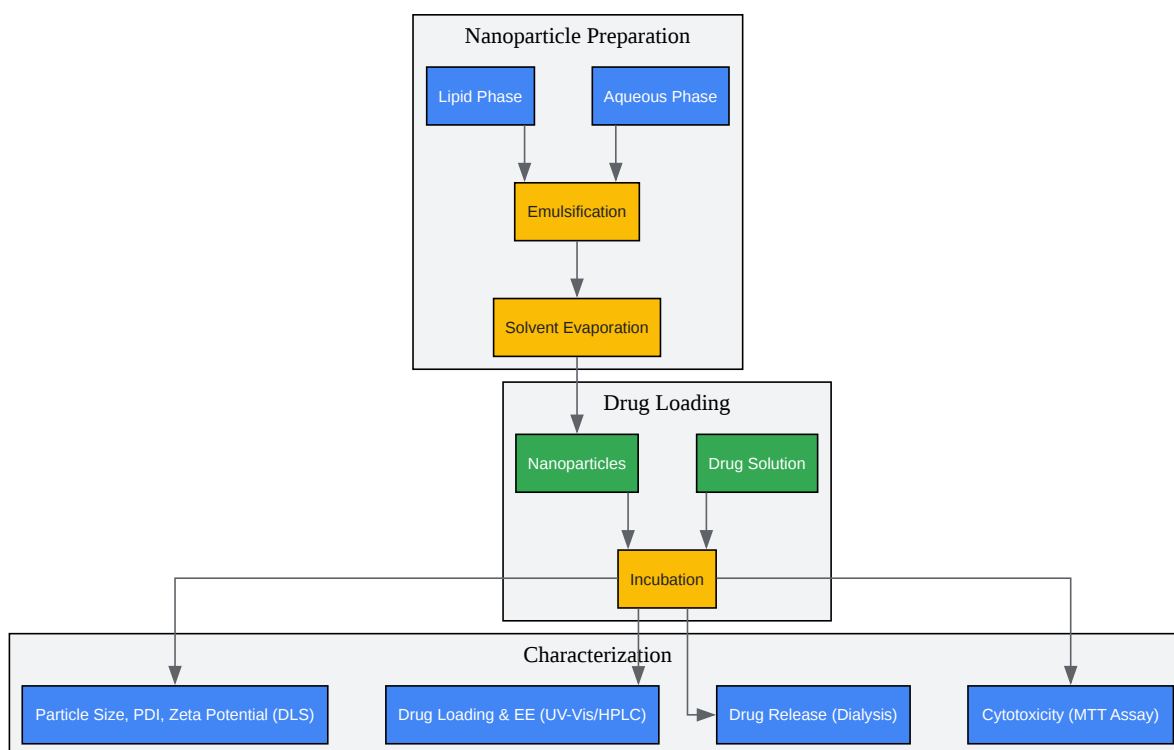 Nanoparticle Preparation
Lipid Phase
Aqueous Phase
Emulsification
Solvent Evaporation
Drug Loading
Nanoparticles
Drug Solution
Incubation
Characterization
Particle Size, PDI, Zeta Potential (DLS)
Drug Loading & EE (UV-Vis/HPLC)
Drug Release (Dialysis)
Cytotoxicity (MTT Assay)